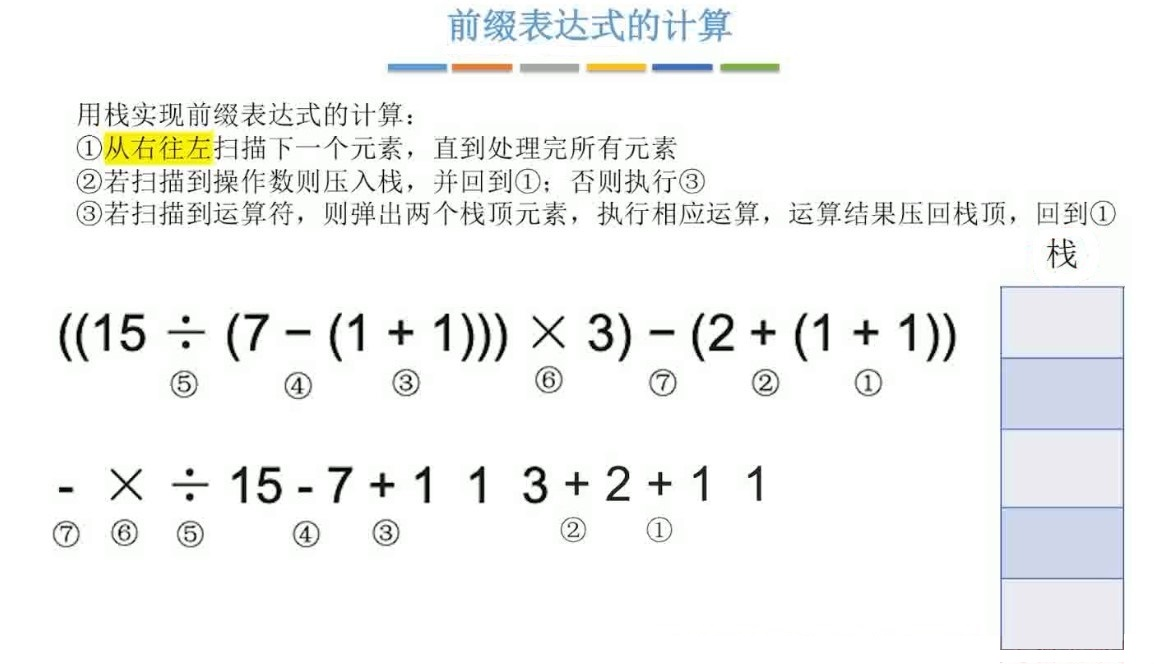 前缀表达式的计算
用栈实现前缀表达式的计算：
①从右往左扫描下一个元素，直到处理完所有元素
②若扫描到操作数则压入栈，并回到①；否则执行③
③若扫描到运算符，则弹出两个栈顶元素，执行相应运算，运算结果压回栈顶，回到①
栈
((15 ÷ (7 − (1 + 1))) × 3) − (2 + (1 + 1))
⑤ ④ ③ ⑥ ⑦ ② ①
- × ÷ 15 - 7 + 1 1 3 + 2 + 1 1
⑦ ⑥ ⑤ ④ ③ ② ①